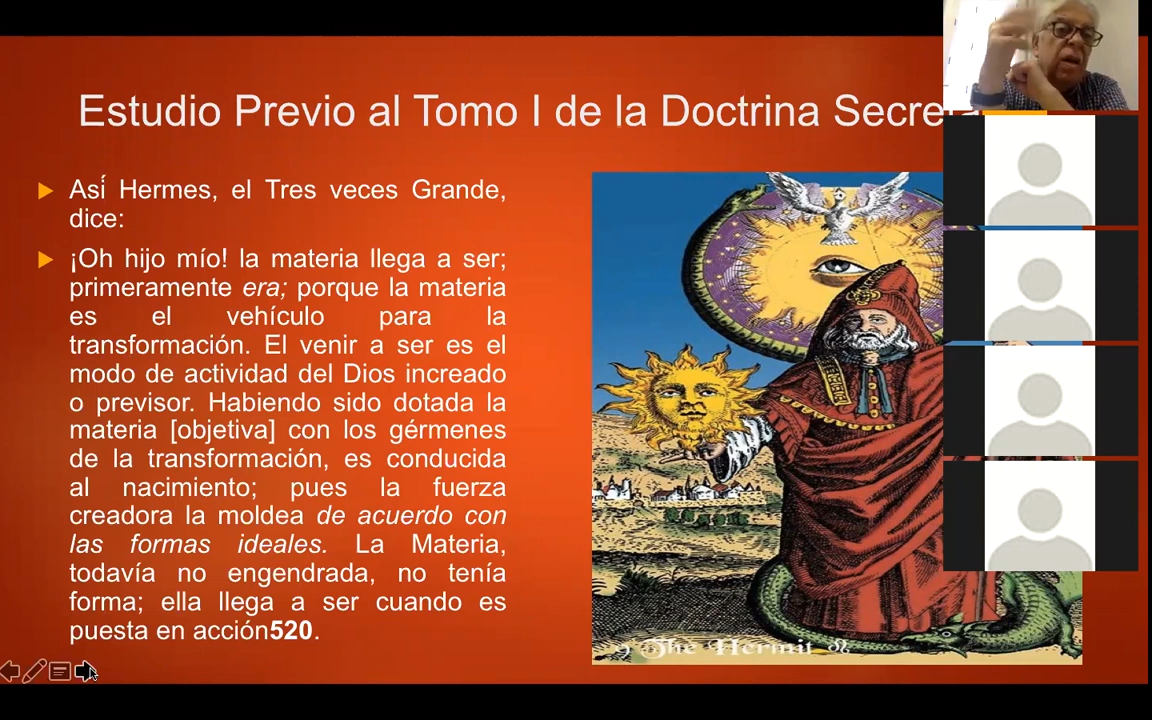 Estudio Previo al Tomo I de la Doctrina Secreta
Así Hermes, el Tres veces Grande,
dice:
¡Oh hijo mío! la materia llega a ser;
primeramente era; porque la materia
es el vehículo para la
transformación. El venir a ser es el
modo de actividad del Dios increado
o previsor. Habiendo sido dotada la
materia [objetiva] con los gérmenes
de la transformación, es conducida
al nacimiento; pues la fuerza
creadora la moldea de acuerdo con
las formas ideales. La Materia,
todavía no engendrada, no tenía
forma; ella llega a ser cuando es
puesta en acción520.
9 The Hermit